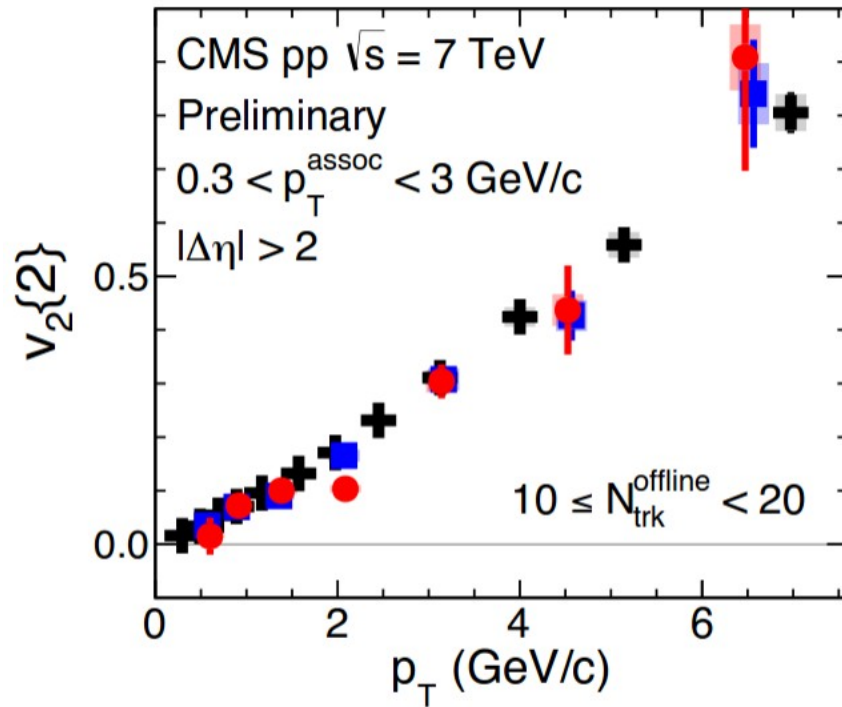 CMS pp √s = 7 TeV
Preliminary
0.3 < p_T^assoc < 3 GeV/c
|Δη| > 2
v₂{2}
0.5
0.0
10 ≤ N_trk^offline < 20
0 2 4 6
p_T (GeV/c)